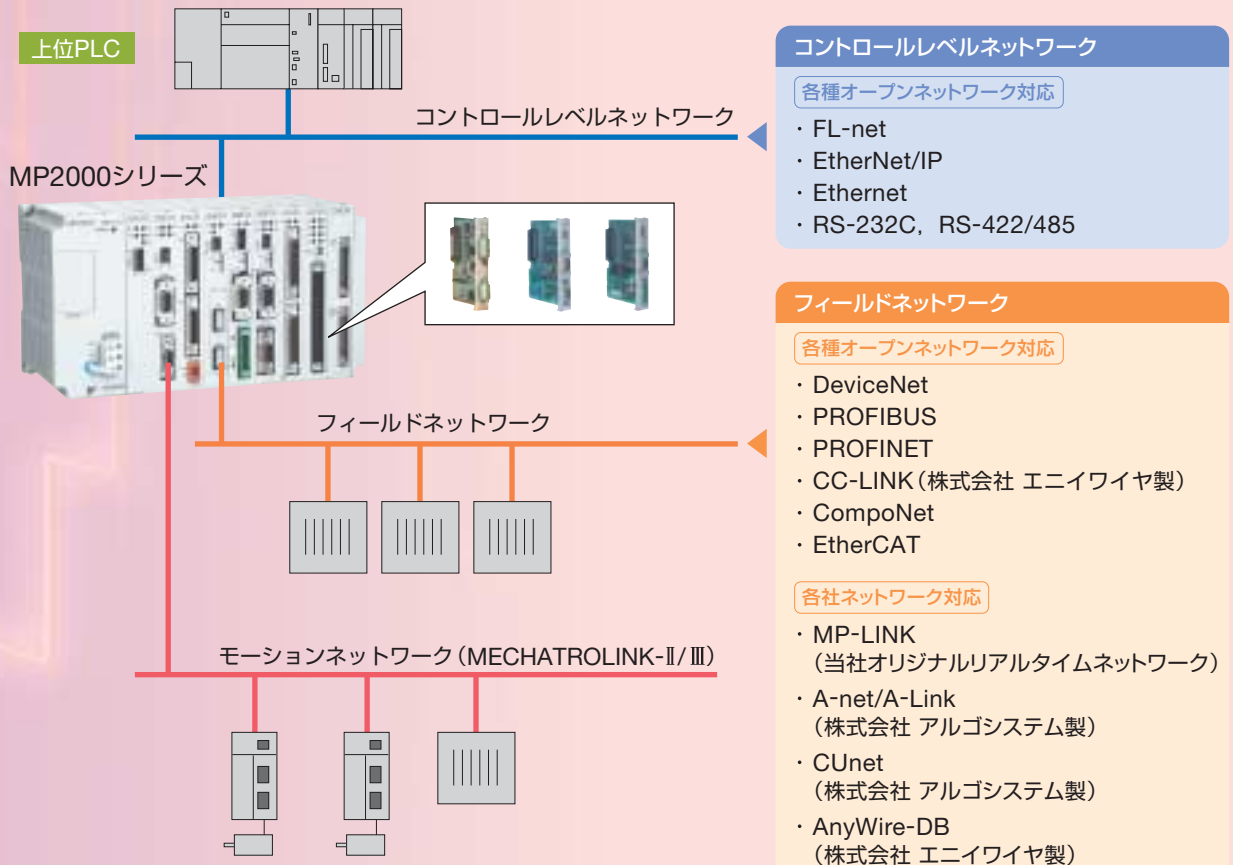 上位PLC
コントロールレベルネットワーク
MP2000シリーズ
フィールドネットワーク
モーションネットワーク（MECHATROLINK-Ⅱ/Ⅲ）
コントロールレベルネットワーク
各種オープンネットワーク対応
・FL-net
・EtherNet/IP
・Ethernet
・RS-232C，RS-422/485
フィールドネットワーク
各種オープンネットワーク対応
・DeviceNet
・PROFIBUS
・PROFINET
・CC-LINK（株式会社 エニイワイヤ製）
・CompoNet
・EtherCAT
各社ネットワーク対応
・MP-LINK
（当社オリジナルリアルタイムネットワーク）
・A-net/A-Link
（株式会社 アルゴシステム製）
・CUnet
（株式会社 アルゴシステム製）
・AnyWire-DB
（株式会社 エニイワイヤ製）